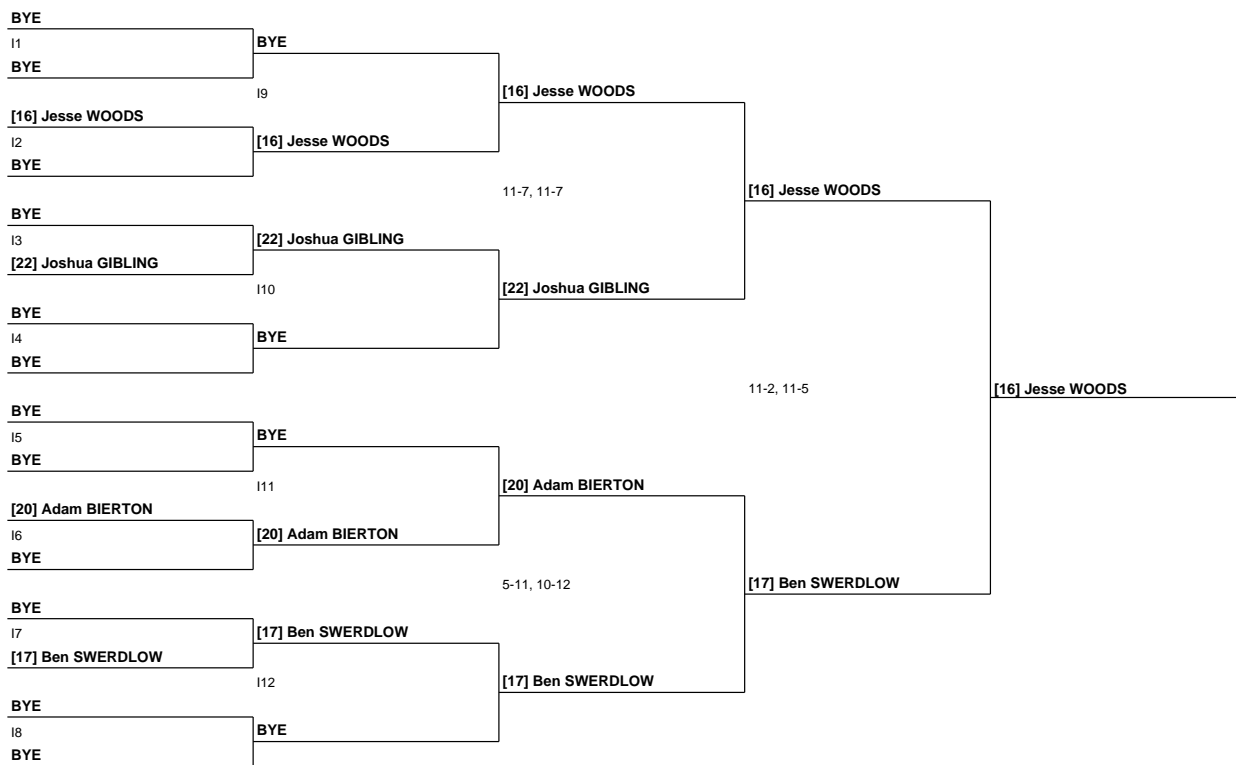 BYE
I1
BYE
BYE
I9
[16] Jesse WOODS
[16] Jesse WOODS
I2
[16] Jesse WOODS
BYE
11-7, 11-7
[16] Jesse WOODS
BYE
I3
[22] Joshua GIBLING
[22] Joshua GIBLING
I10
[22] Joshua GIBLING
BYE
I4
BYE
BYE
11-2, 11-5
[16] Jesse WOODS
BYE
I5
BYE
BYE
I11
[20] Adam BIERTON
[20] Adam BIERTON
I6
[20] Adam BIERTON
BYE
5-11, 10-12
[17] Ben SWERDLOW
BYE
I7
[17] Ben SWERDLOW
[17] Ben SWERDLOW
I12
[17] Ben SWERDLOW
BYE
I8
BYE
BYE